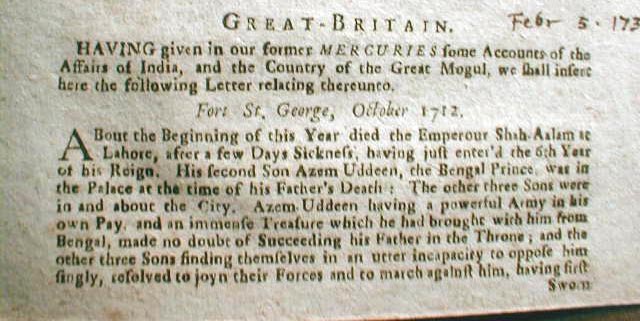 GREAT-BRITAIN.
Febr 5. 173
HAVING given in our former MERCURIES ſome Accounts of the
Affairs of India, and the Country of the Great Mogul, we ſhall inſert
here the following Letter relating thereunto.
Fort St. George, October 1712.
ABout the Beginning of this Year died the Emperour Shah-Aalam at
Lahore, after a few Days Sickneſs, having juſt enter'd the 6th Year
of his Reign. His ſecond Son Azem Uddeen, the Bengal Prince, was in
the Palace at the time of his Father's Death: The other three Sons were
in and about the City. Azem Uddeen having a powerful Army in his
own Pay, and an immenſe Treaſure which he had brought with him from
Bengal, made no doubt of Succeeding his Father in the Throne; and the
other three Sons finding themſelves in an utter incapacity to oppoſe him
ſingly, reſolved to joyn their Forces and to march againſt him, having firſt
Sworn